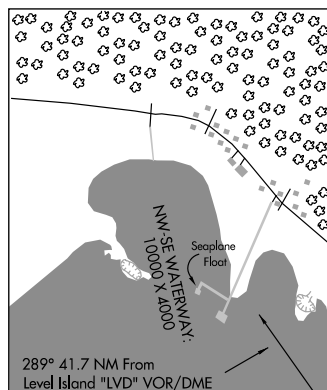 NW-SE WATERWAY:
10000 X 4000
Seaplane
Float
289° 41.7 NM From
Level Island "LVD" VOR/DME